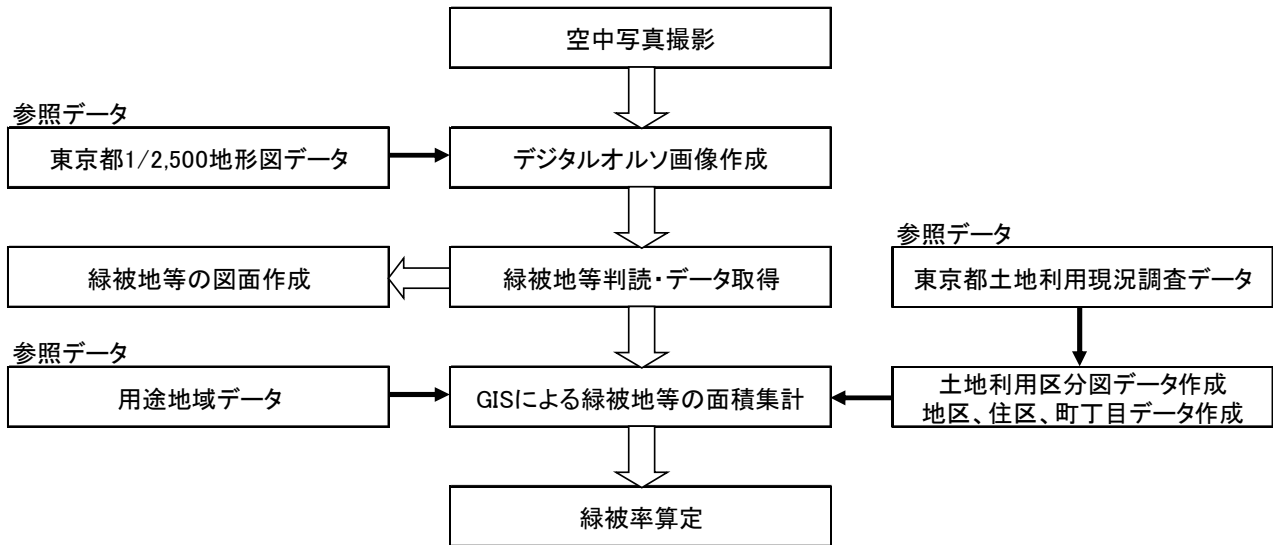 空中写真撮影
参照データ
東京都1/2,500地形図データ
デジタルオルソ画像作成
参照データ
緑被地等の図面作成
緑被地等判読・データ取得
東京都土地利用現況調査データ
参照データ
用途地域データ
GISによる緑被地等の面積集計
土地利用区分図データ作成
地区、住区、町丁目データ作成
緑被率算定